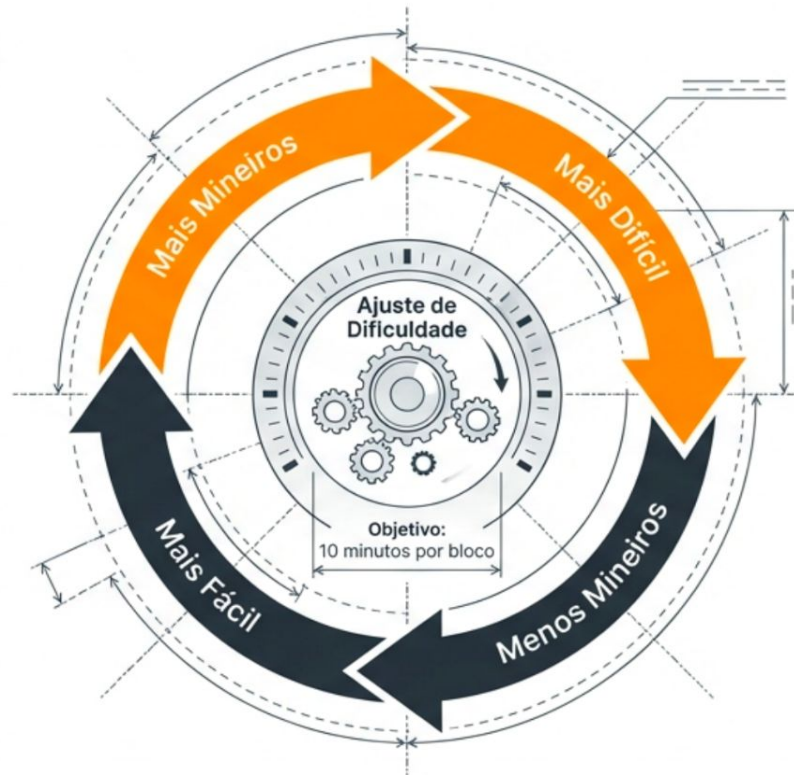 Mais Mineiros
Mais Difícil
Ajuste de
Dificuldade
Objetivo:
10 minutos por bloco
Mais Fácil
Menos Mineiros